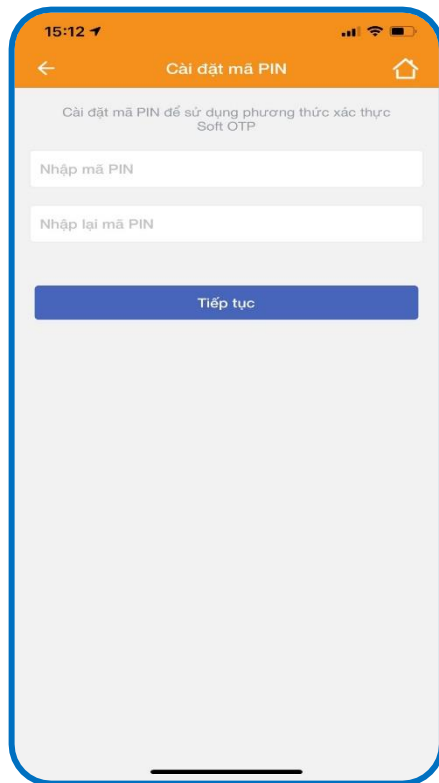 15:12
Cài đặt mã PIN
Cài đặt mã PIN để sử dụng phương thức xác thực
Soft OTP
Nhập mã PIN
Nhập lại mã PIN
Tiếp tục